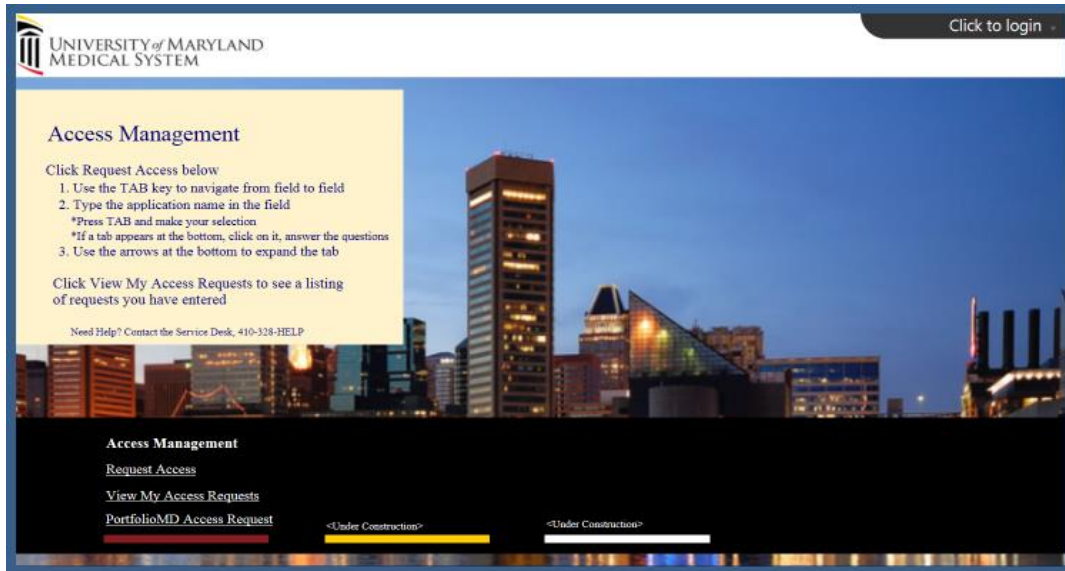 UNIVERSITY of MARYLAND
MEDICAL SYSTEM
Click to login
Access Management
Click Request Access below
1. Use the TAB key to navigate from field to field
2. Type the application name in the field
*Press TAB and make your selection
*If a tab appears at the bottom, click on it, answer the questions
3. Use the arrows at the bottom to expand the tab
Click View My Access Requests to see a listing
of requests you have entered
Need Help? Contact the Service Desk, 410-328-HELP
Access Management
Request Access
View My Access Requests
PortfolioMD Access Request
<Under Construction>
<Under Construction>